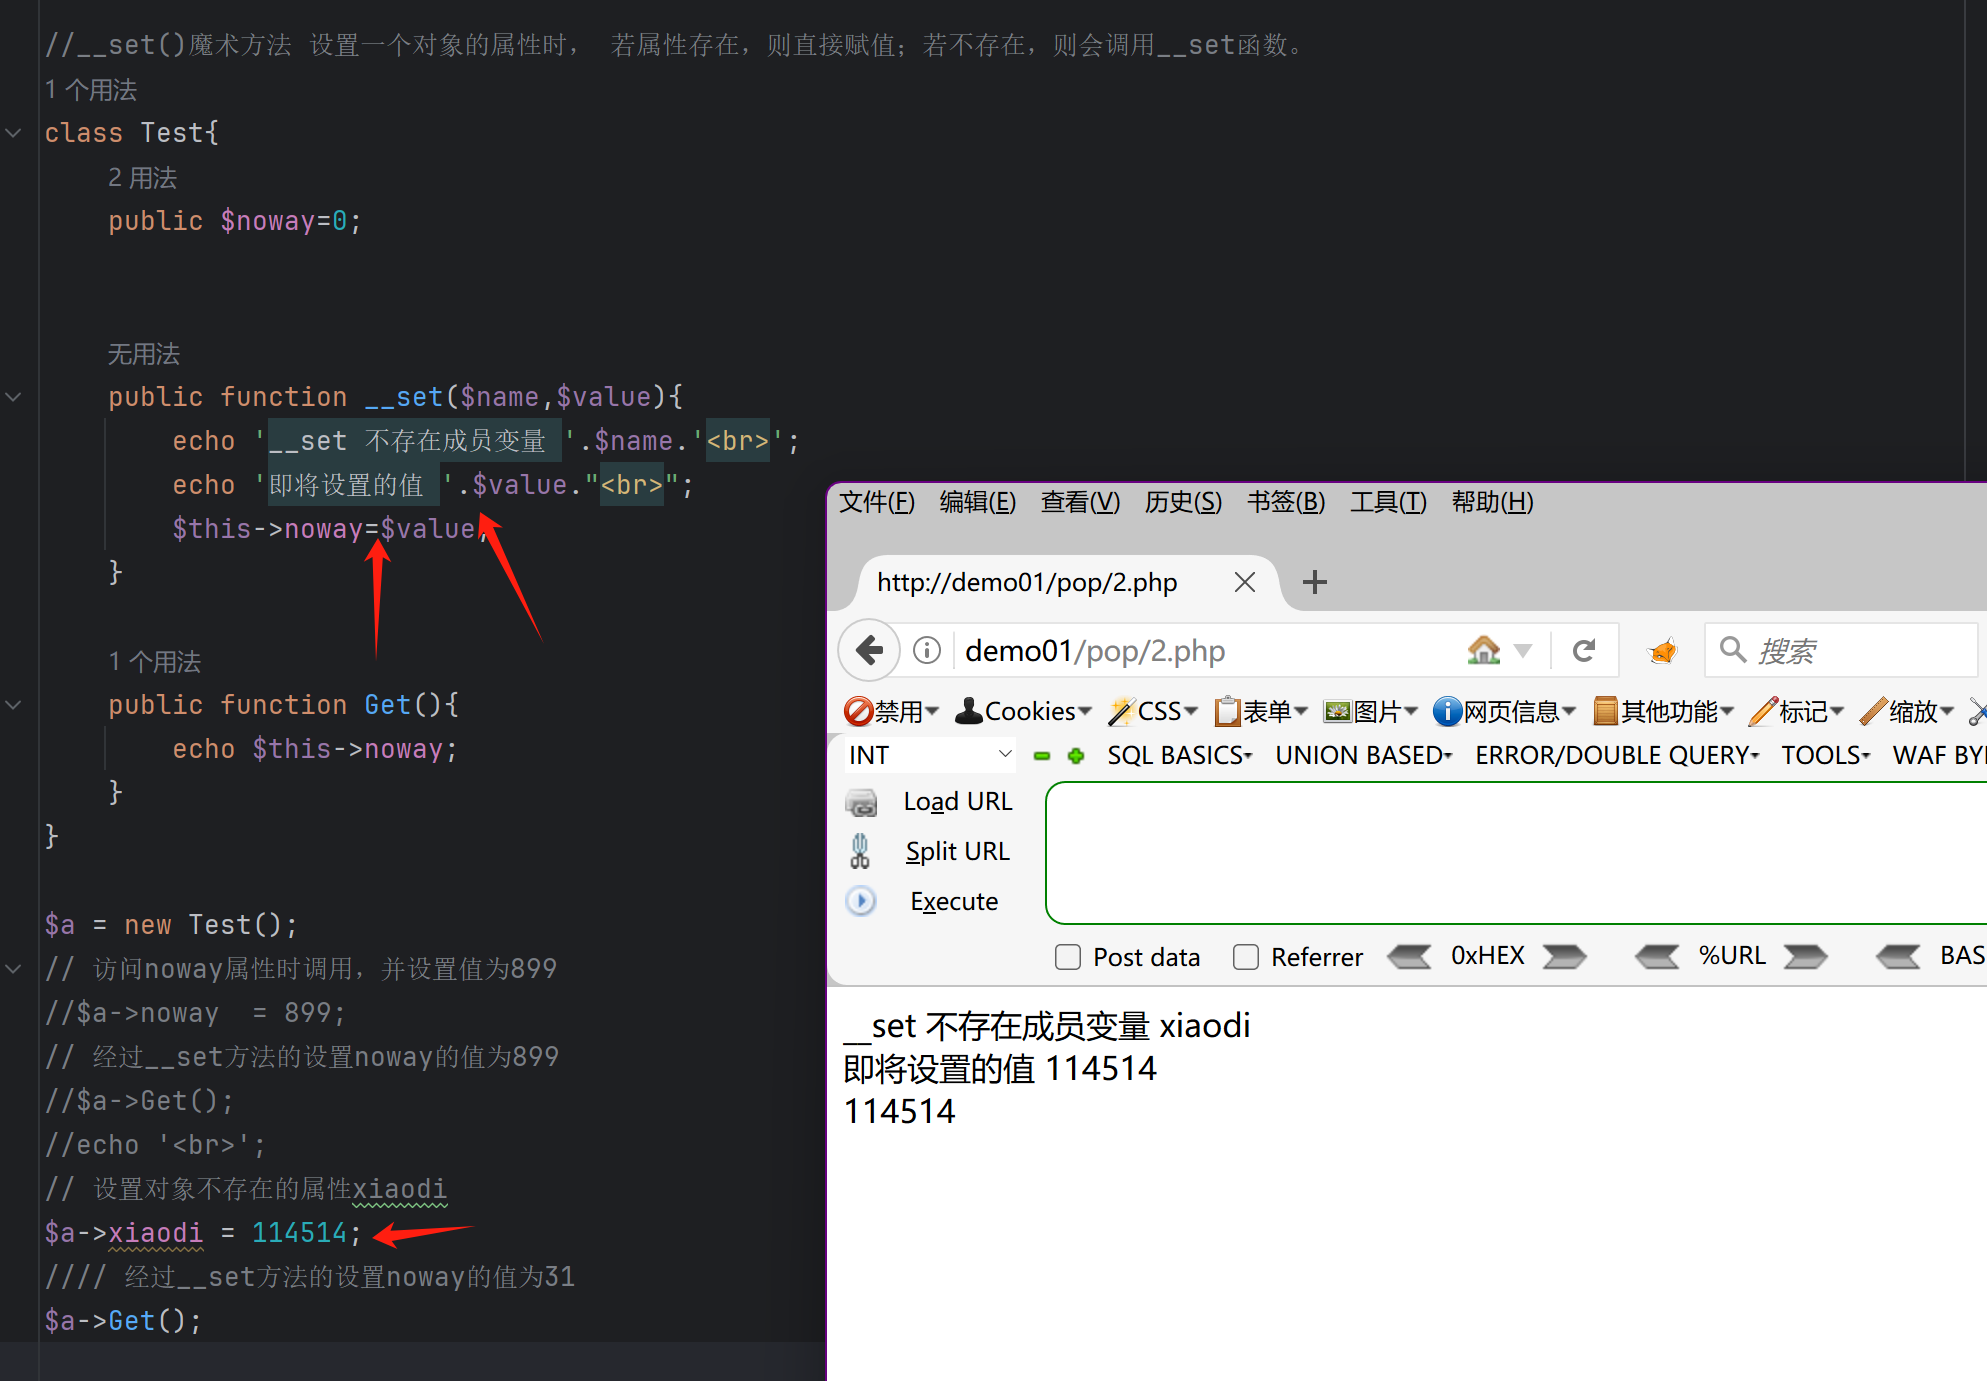 //__set()魔术方法 设置一个对象的属性时, 若属性存在,则直接赋值;若不存在,则会调用__set函数。
1 个用法
class Test{
2 用法
public $noway=0;
无用法
public function __set($name,$value){
echo '__set 不存在成员变量 '.$name.'<br>';
echo '即将设置的值 '.$value."<br>";
$this->noway=$value;
}
1 个用法
public function Get(){
echo $this->noway;
}
}
$a = new Test();
// 访问noway属性时调用,并设置值为899
//$a->noway  = 899;
// 经过__set方法的设置noway的值为899
//$a->Get();
//echo '<br>';
// 设置对象不存在的属性xiaodi
$a->xiaodi = 114514;
//// 经过__set方法的设置noway的值为31
$a->Get();
文件(F) 编辑(E) 查看(V) 历史(S) 书签(B) 工具(T) 帮助(H)
http://demo01/pop/2.php
demo01/pop/2.php 搜索
禁用 Cookies CSS 表单 图片 网页信息 其他功能 标记 缩放
INT SQL BASICS UNION BASED ERROR/DOUBLE QUERY TOOLS WAF
Load URL
Split URL
Execute
Post data Referrer 0xHEX %URL BAS
__set 不存在成员变量 xiaodi
即将设置的值 114514
114514